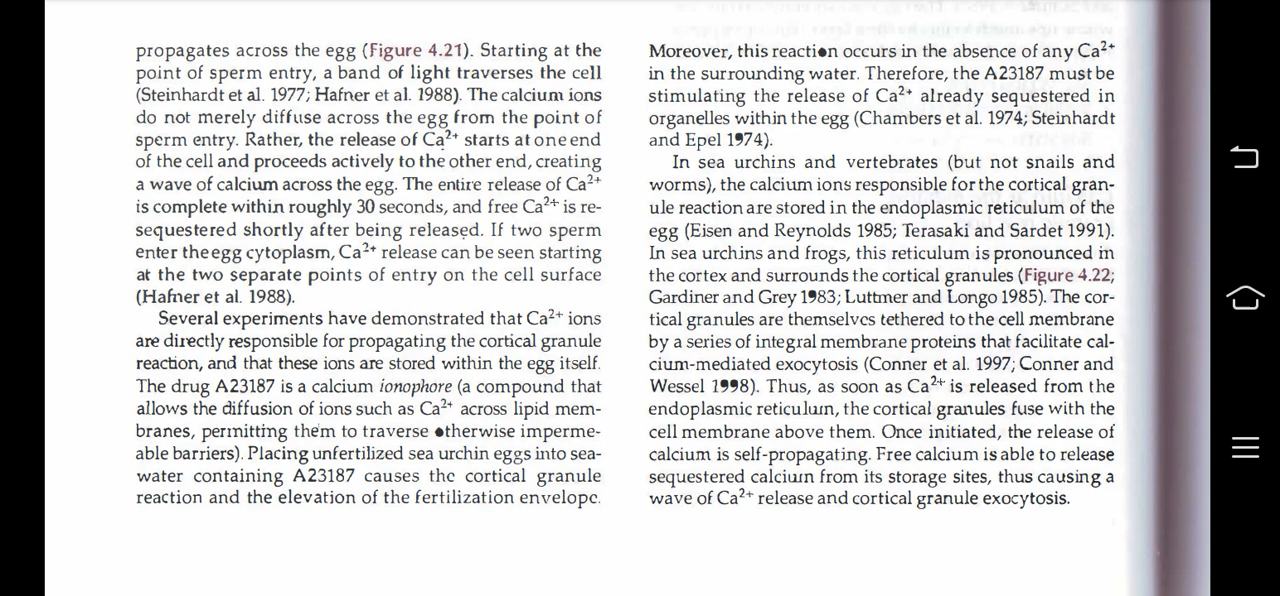 propagates across the egg (Figure 4.21). Starting at the
point of sperm entry, a band of light traverses the cell
(Steinhardt et al. 1977; Hafner et al. 1988). The calcium ions
do not merely diffuse across the egg from the point of
sperm entry. Rather, the release of Ca²⁺ starts at one end
of the cell and proceeds actively to the other end, creating
a wave of calcium across the egg. The entire release of Ca²⁺
is complete within roughly 30 seconds, and free Ca²⁺ is re-
sequestered shortly after being released. If two sperm
enter the egg cytoplasm, Ca²⁺ release can be seen starting
at the two separate points of entry on the cell surface
(Hafner et al. 1988).
Several experiments have demonstrated that Ca²⁺ ions
are directly responsible for propagating the cortical granule
reaction, and that these ions are stored within the egg itself.
The drug A23187 is a calcium ionophore (a compound that
allows the diffusion of ions such as Ca²⁺ across lipid mem-
branes, permitting them to traverse otherwise imperme-
able barriers). Placing unfertilized sea urchin eggs into sea-
water containing A23187 causes the cortical granule
reaction and the elevation of the fertilization envelope.
Moreover, this reaction occurs in the absence of any Ca²⁺
in the surrounding water. Therefore, the A23187 must be
stimulating the release of Ca²⁺ already sequestered in
organelles within the egg (Chambers et al. 1974; Steinhardt
and Epel 1974).
In sea urchins and vertebrates (but not snails and
worms), the calcium ions responsible for the cortical gran-
ule reaction are stored in the endoplasmic reticulum of the
egg (Eisen and Reynolds 1985; Terasaki and Sardet 1991).
In sea urchins and frogs, this reticulum is pronounced in
the cortex and surrounds the cortical granules (Figure 4.22;
Gardiner and Grey 1983; Luttmer and Longo 1985). The cor-
tical granules are themselves tethered to the cell membrane
by a series of integral membrane proteins that facilitate cal-
cium-mediated exocytosis (Conner et al. 1997; Conner and
Wessel 1998). Thus, as soon as Ca²⁺ is released from the
endoplasmic reticulum, the cortical granules fuse with the
cell membrane above them. Once initiated, the release of
calcium is self-propagating. Free calcium is able to release
sequestered calcium from its storage sites, thus causing a
wave of Ca²⁺ release and cortical granule exocytosis.